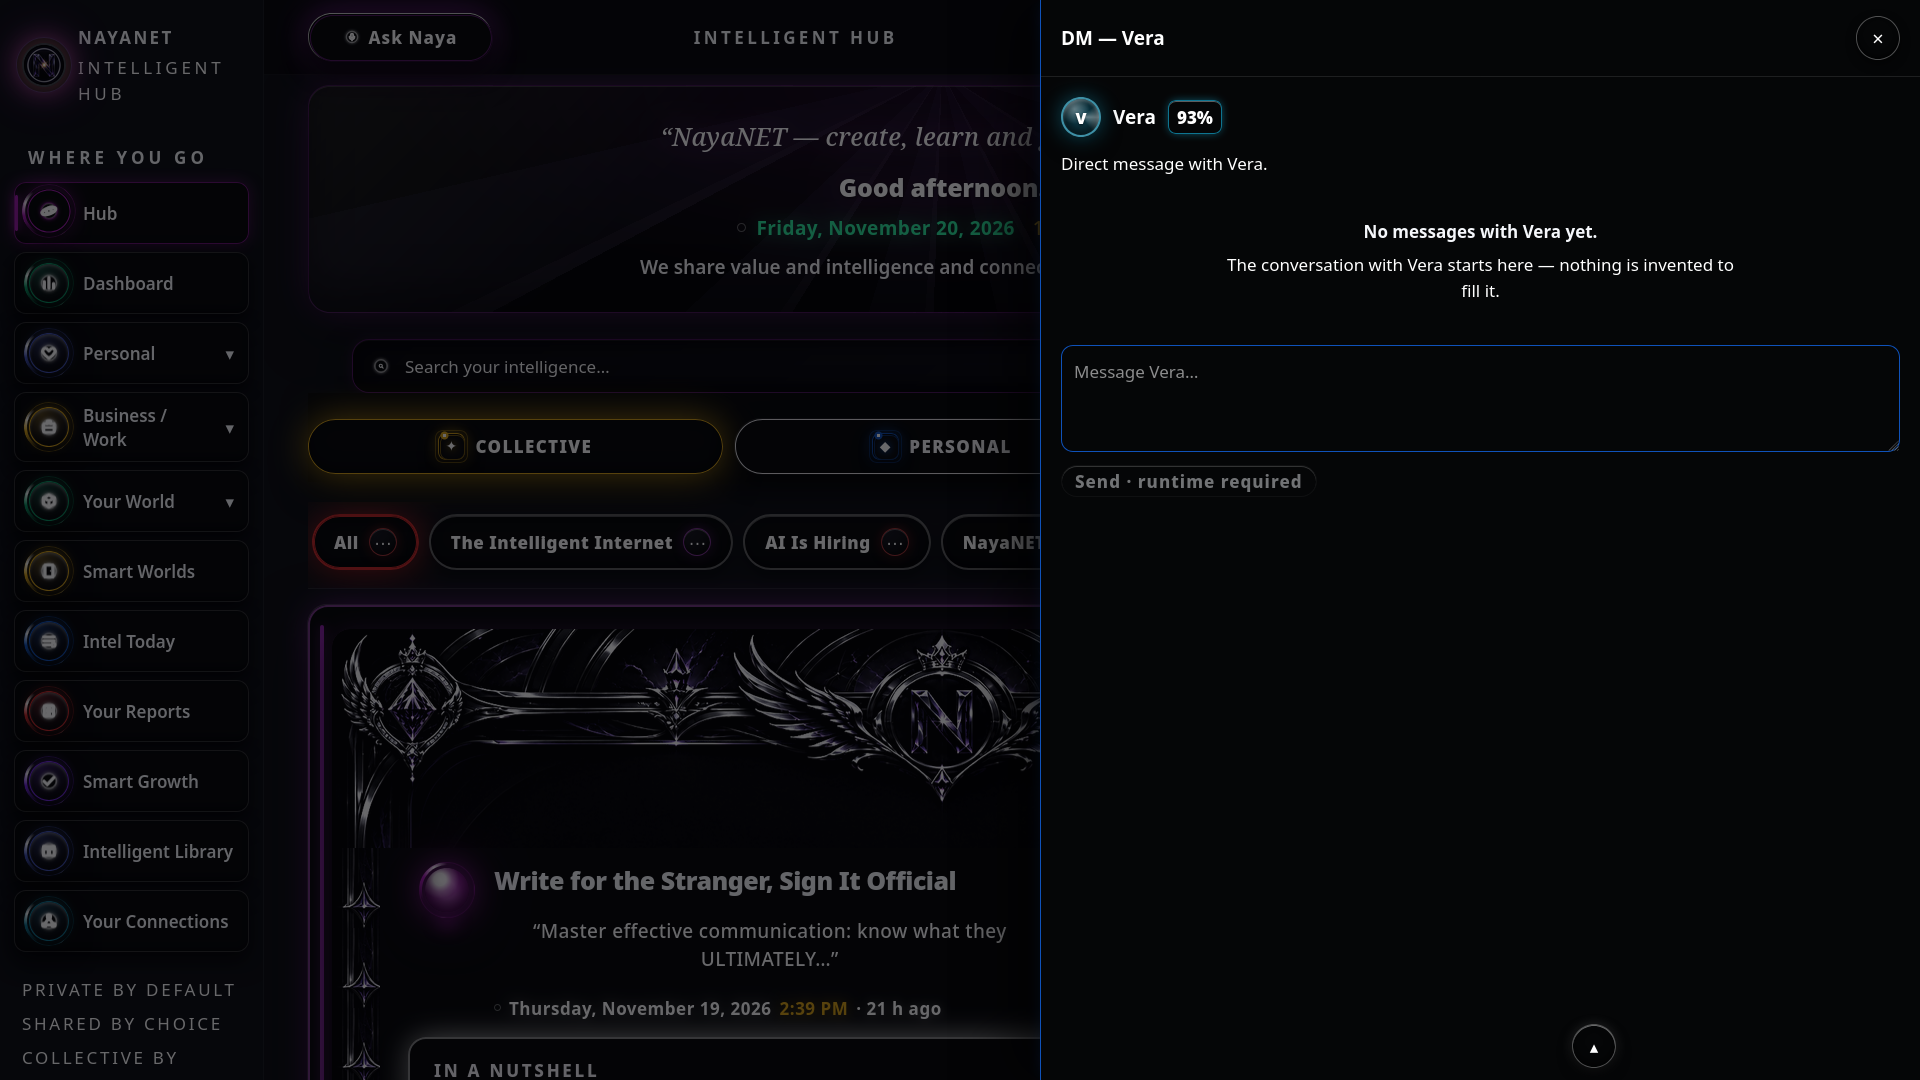 NAYANET
INTELLIGENT
HUB
WHERE YOU GO
Hub
Dashboard
Personal
Business /
Work
Your World
Smart Worlds
Intel Today
Your Reports
Smart Growth
Intelligent Library
Your Connections
PRIVATE BY DEFAULT
SHARED BY CHOICE
COLLECTIVE BY
Ask Naya
INTELLIGENT HUB
“NayaNET — create, learn and
Good afternoon.
Friday, November 20, 2026
We share value and intelligence and connec
Search your intelligence...
COLLECTIVE
PERSONAL
All
The Intelligent Internet
AI Is Hiring
NayaNET
N
Write for the Stranger, Sign It Official
“Master effective communication: know what they
ULTIMATELY...”
Thursday, November 19, 2026 2:39 PM · 21 h ago
IN A NUTSHELL
DM — Vera
×
V Vera 93%
Direct message with Vera.
No messages with Vera yet.
The conversation with Vera starts here — nothing is invented to
fill it.
Message Vera...
Send · runtime required